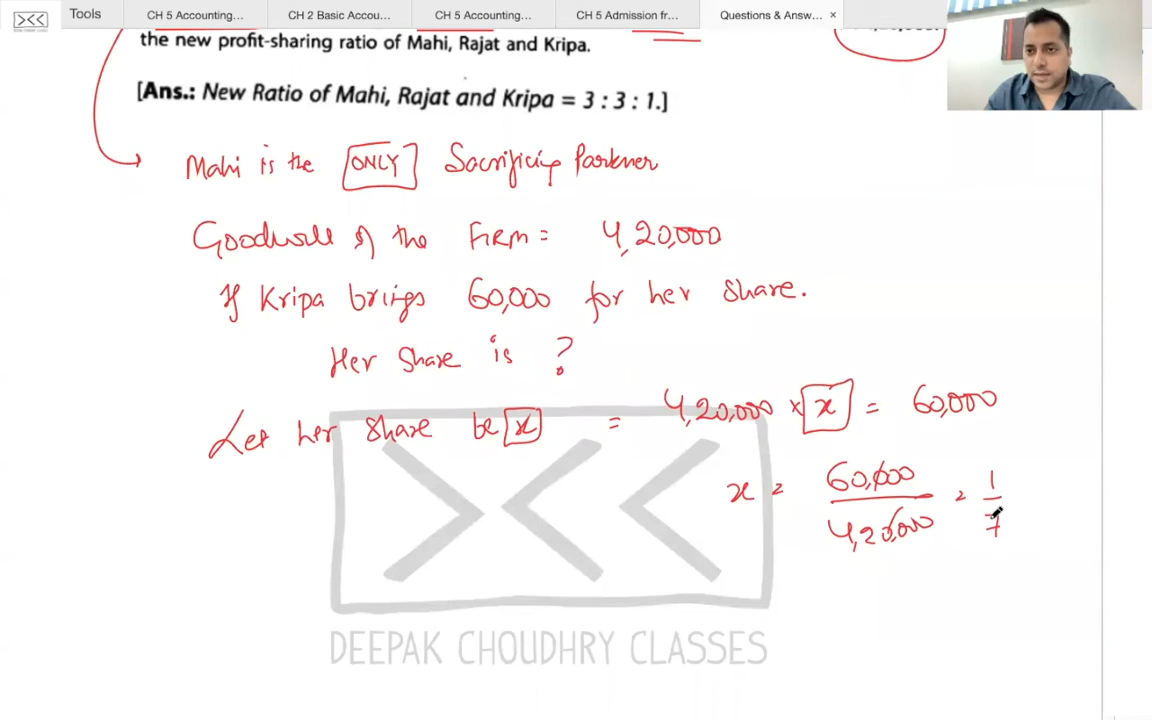 Tools
CH 5 Accounting...
CH 2 Basic Accou...
CH 5 Accounting...
CH 5 Admission fr...
Questions & Answ... ×
the new profit-sharing ratio of Mahi, Rajat and Kripa.
[Ans.: New Ratio of Mahi, Rajat and Kripa = 3 : 3 : 1.]
Mahi is the ONLY Sacrificing Partner
Goodwill of the Firm = 4,20,000
If Kripa brings 60,000 for her share.
Her share is ?
Let her share be x = 4,20,000 × x = 60,000
x = 60,000 / 4,20,000 = 1/7
DEEPAK CHOUDHRY CLASSES